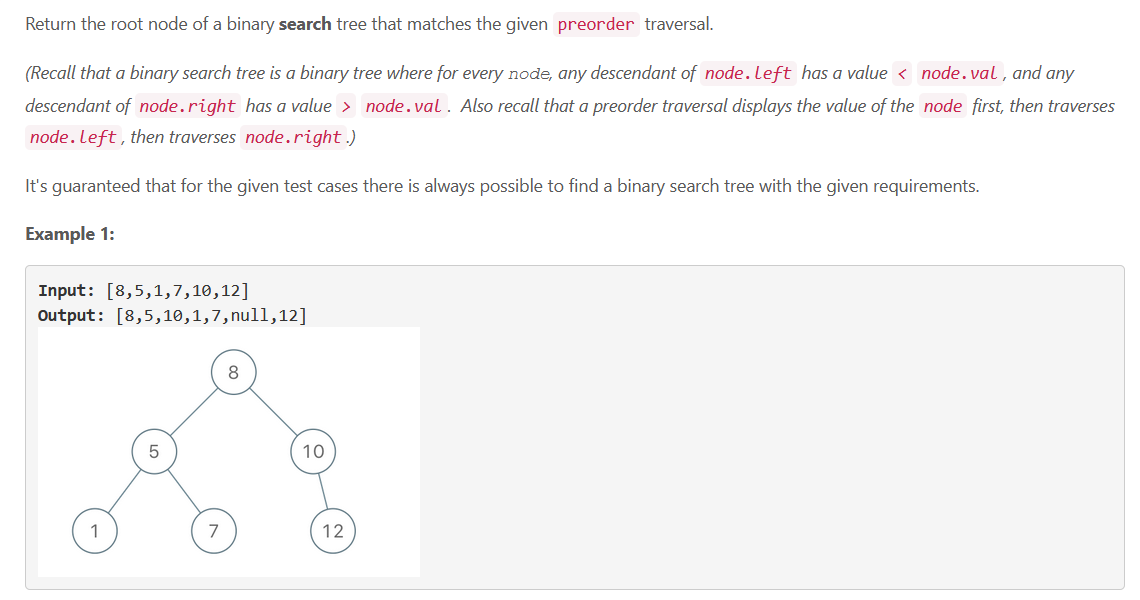 Return the root node of a binary search tree that matches the given preorder traversal.
(Recall that a binary search tree is a binary tree where for every node, any descendant of node.left has a value < node.val, and any
descendant of node.right has a value > node.val. Also recall that a preorder traversal displays the value of the node first, then traverses
node.left, then traverses node.right.)
It's guaranteed that for the given test cases there is always possible to find a binary search tree with the given requirements.
Example 1:
Input: [8,5,1,7,10,12]
Output: [8,5,10,1,7,null,12]
8
5 10
1 7 12